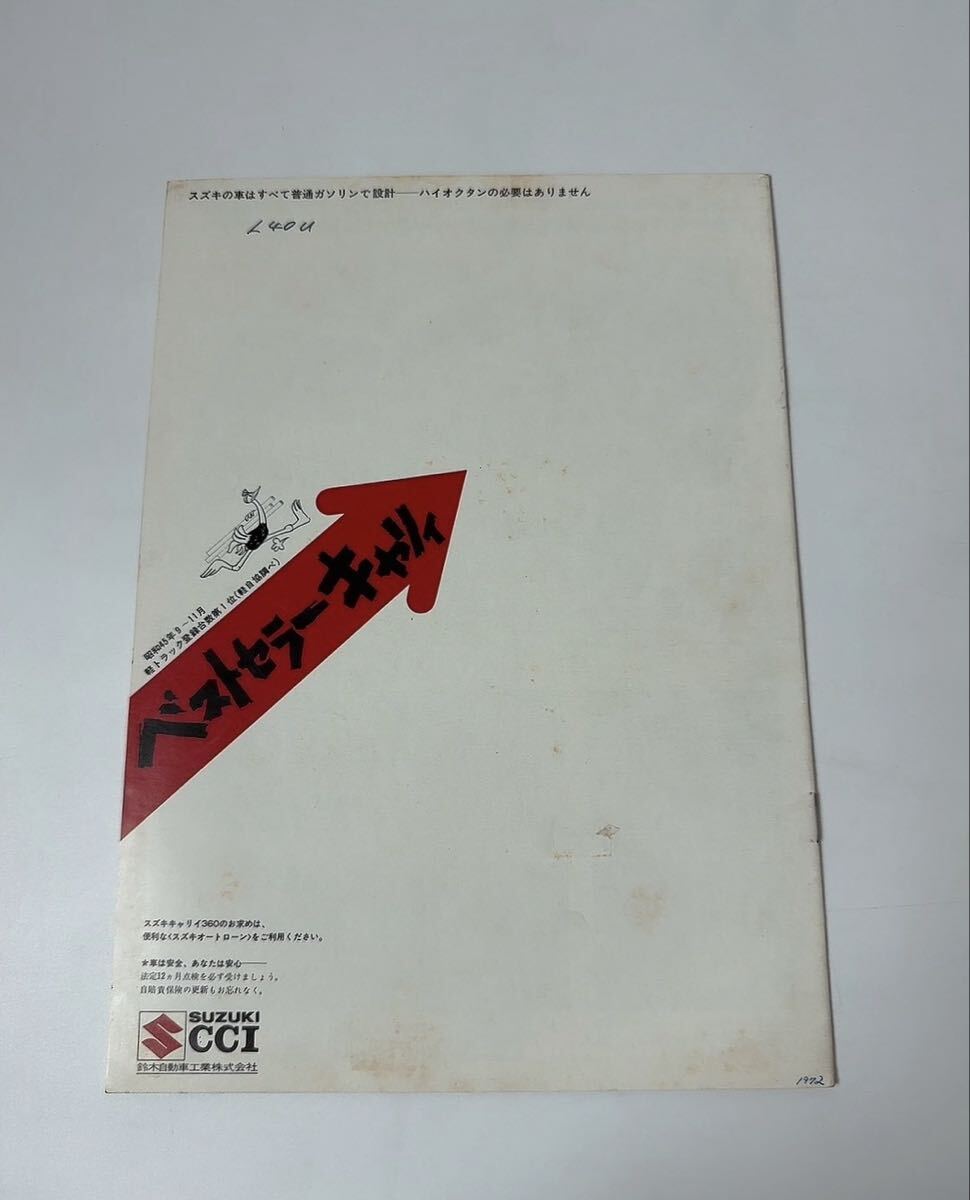 スズキの車はすべて普通ガソリンで設計──ハイオクタンの必要はありません
L40U
昭和45年9〜11月
軽トラック登録台数第1位(軽自協調べ)
ベストセラーキャリィ
スズキキャリイ360のお求めは、
便利な〈スズキオートローン〉をご利用ください。
★車は安全、あなたは安心──
法定12ヵ月点検を必ず受けましょう。
自賠責保険の更新もお忘れなく。
SUZUKI
CCI
鈴木自動車工業株式会社
1972